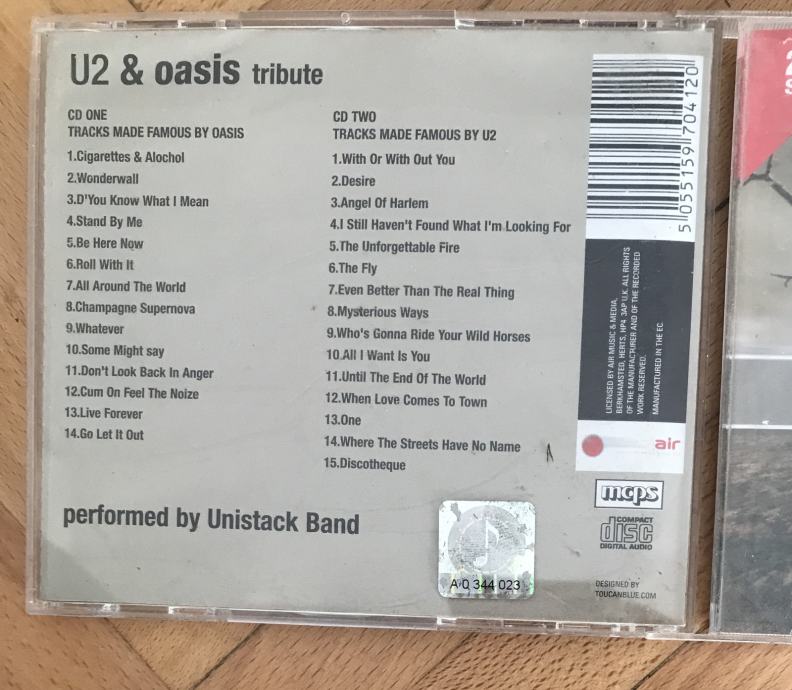 U2 & oasis tribute
CD ONE
TRACKS MADE FAMOUS BY OASIS
1.Cigarettes & Alochol
2.Wonderwall
3.D'You Know What I Mean
4.Stand By Me
5.Be Here Now
6.Roll With It
7.All Around The World
8.Champagne Supernova
9.Whatever
10.Some Might say
11.Don't Look Back In Anger
12.Cum On Feel The Noize
13.Live Forever
14.Go Let It Out
CD TWO
TRACKS MADE FAMOUS BY U2
1.With Or With Out You
2.Desire
3.Angel Of Harlem
4.I Still Haven't Found What I'm Looking For
5.The Unforgettable Fire
6.The Fly
7.Even Better Than The Real Thing
8.Mysterious Ways
9.Who's Gonna Ride Your Wild Horses
10.All I Want Is You
11.Until The End Of The World
12.When Love Comes To Town
13.One
14.Where The Streets Have No Name
15.Discotheque
performed by Unistack Band
A 0 344 023
5 055159 704120
LICENSED BY AIR MUSIC & MEDIA,
BERKHAMSTED, HERTS, HP4 3AP U.K. ALL RIGHTS
OF THE MANUFACTURER AND OF THE RECORDED
WORK RESERVED.
MANUFACTURED IN THE EC
air
mcps
COMPACT
disc
DIGITAL AUDIO
DESIGNED BY
TOUCANBLUE.COM